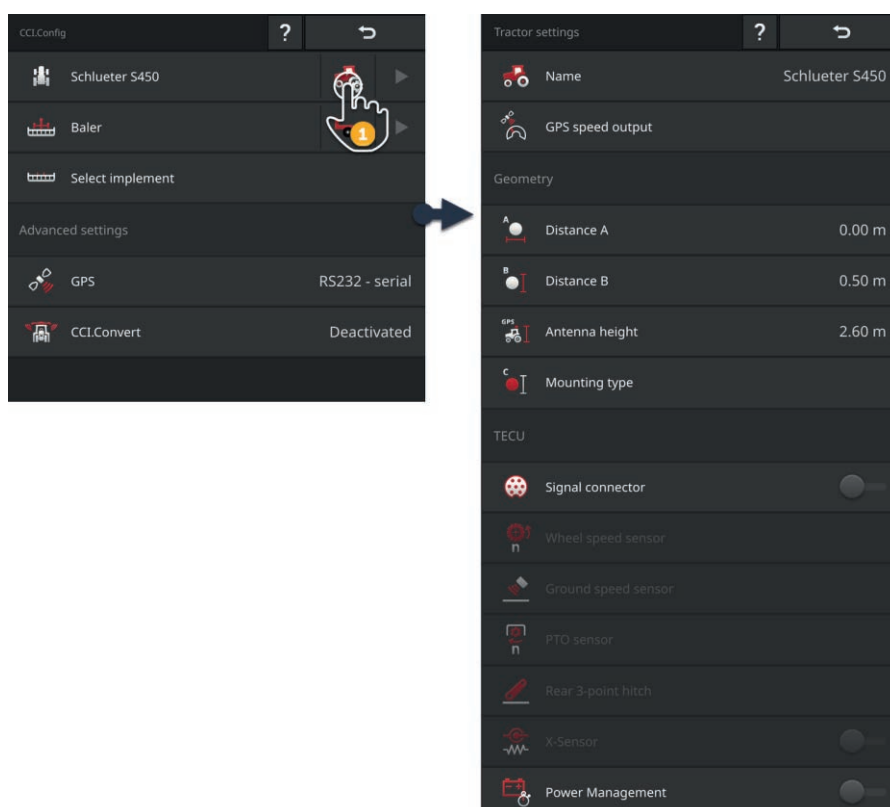 CCI.Config ?
Schlueter S450
1
Baler
Select implement
Advanced settings
GPS RS232 - serial
CCI.Convert Deactivated
Tractor settings ?
Name Schlueter S450
GPS speed output
Geometry
A Distance A 0.00 m
B Distance B 0.50 m
GPS Antenna height 2.60 m
C Mounting type
TECU
Signal connector
n Wheel speed sensor
Ground speed sensor
n PTO sensor
Rear 3-point hitch
X-Sensor
Power Management